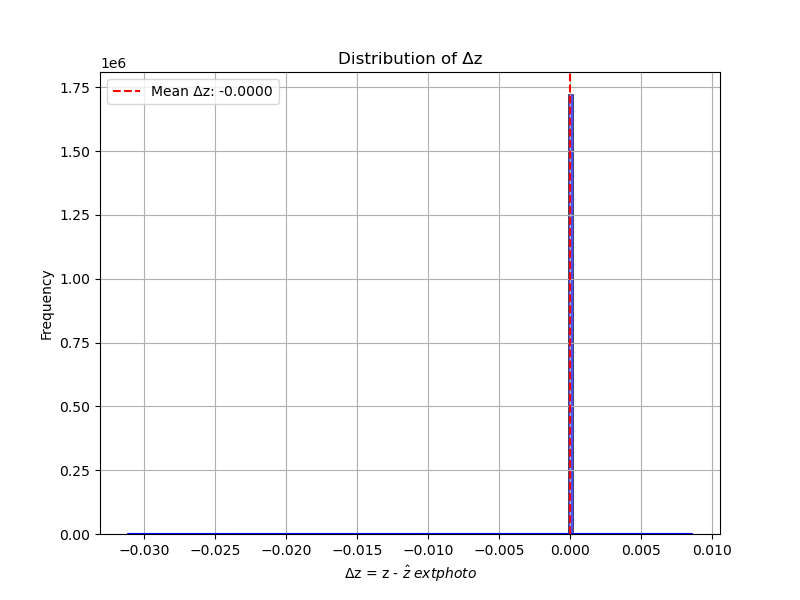 Distribution of Δz
1e6
Mean Δz: -0.0000
1.75
1.50
1.25
1.00
0.75
0.50
0.25
0.00
Frequency
−0.030 −0.025 −0.020 −0.015 −0.010 −0.005 0.000 0.005 0.010
Δz = z - ẑ extphoto